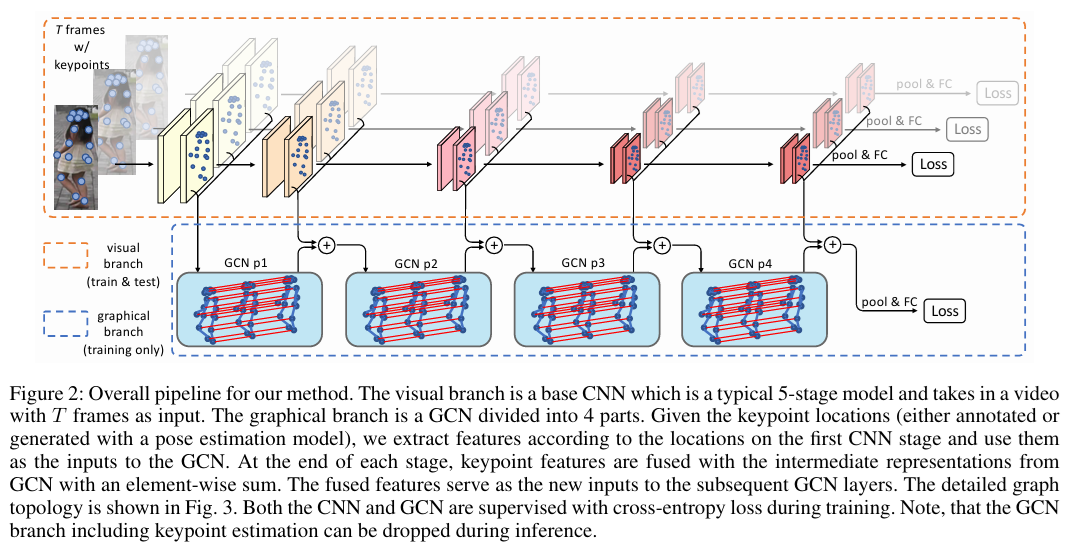 T frames
w/
keypoints
pool & FC
Loss
pool & FC
Loss
pool & FC
Loss
visual
branch
(train & test)
GCN p1
+
GCN p2
+
GCN p3
+
GCN p4
+
graphical
branch
(training only)
pool & FC
Loss
Figure 2: Overall pipeline for our method. The visual branch is a base CNN which is a typical 5-stage model and takes in a video
with T frames as input. The graphical branch is a GCN divided into 4 parts. Given the keypoint locations (either annotated or
generated with a pose estimation model), we extract features according to the locations on the first CNN stage and use them
as the inputs to the GCN. At the end of each stage, keypoint features are fused with the intermediate representations from
GCN with an element-wise sum. The fused features serve as the new inputs to the subsequent GCN layers. The detailed graph
topology is shown in Fig. 3. Both the CNN and GCN are supervised with cross-entropy loss during training. Note, that the GCN
branch including keypoint estimation can be dropped during inference.